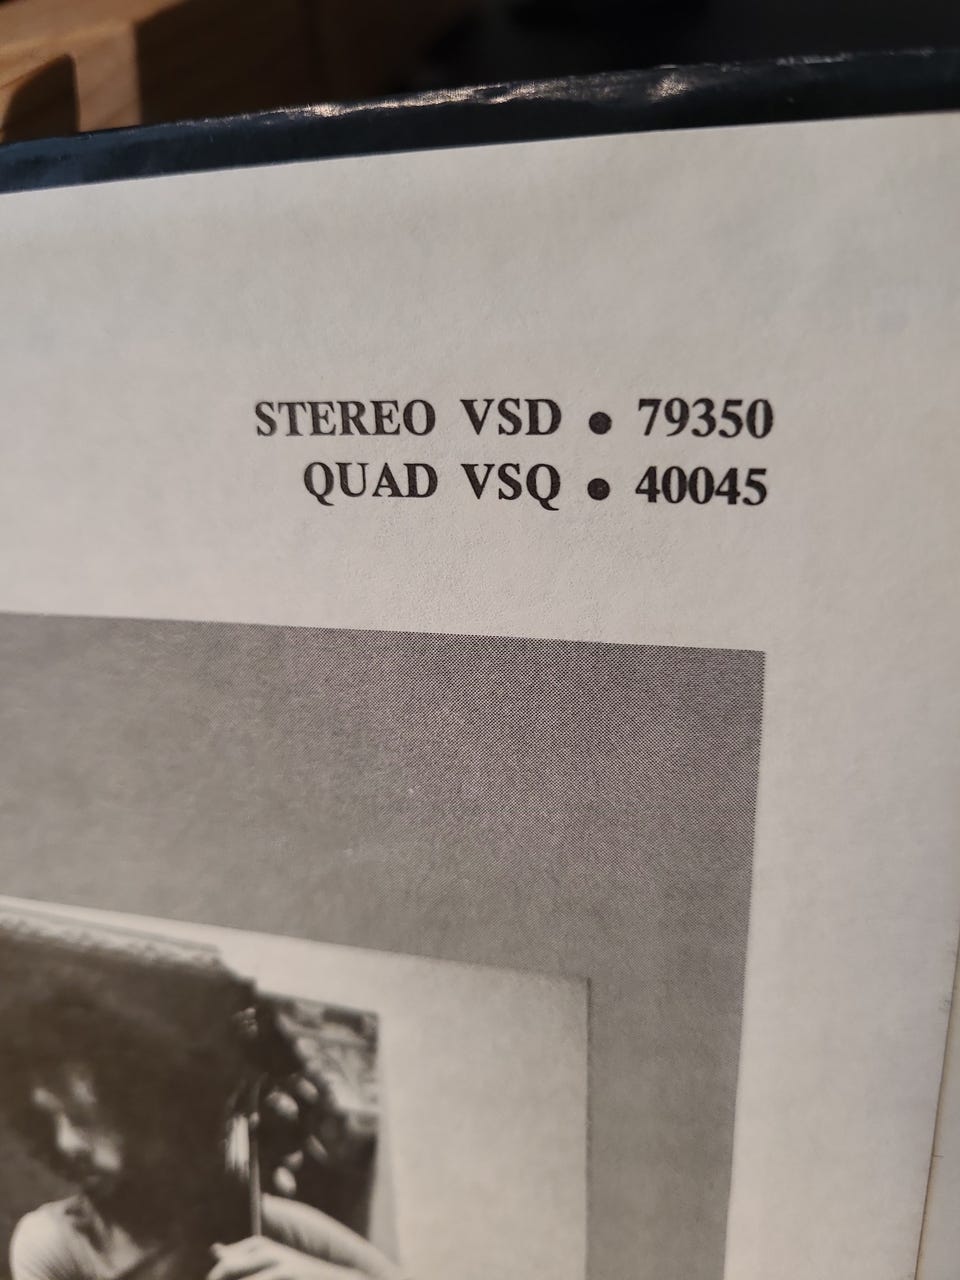 STEREO VSD ● 79350
QUAD VSQ ● 40045